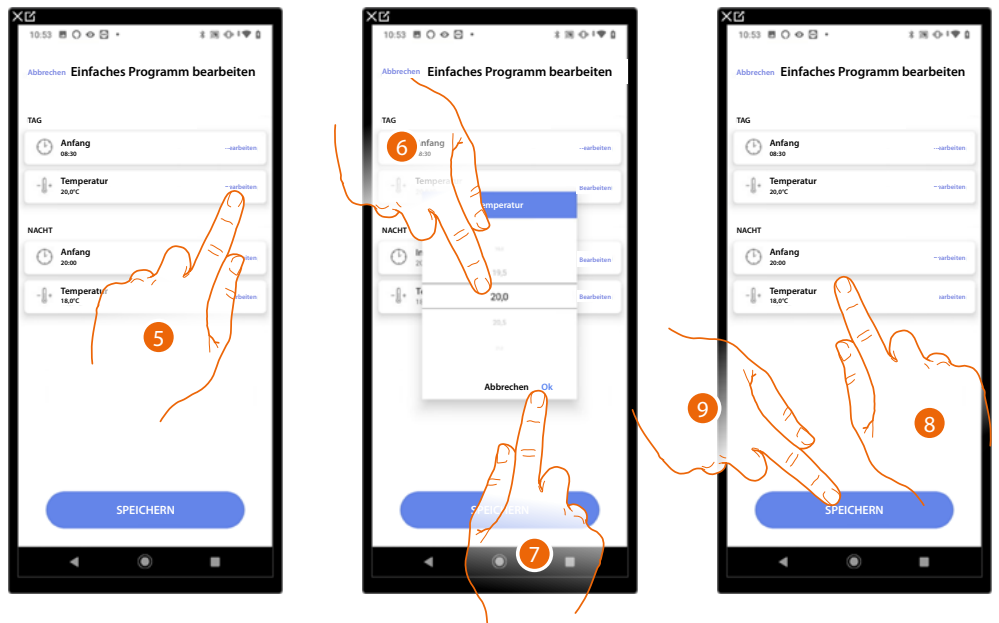 10:53
Abbrechen Einfaches Programm bearbeiten
TAG
Anfang
08:30
Temperatur
20,0°C
NACHT
Anfang
20:00
Temperatur
18,0°C
5
SPEICHERN
10:53
Abbrechen Einfaches Programm bearbeiten
TAG
6
Bearbeiten
NACHT
19,5
20,0
20,5
Bearbeiten
Bearbeiten
Abbrechen Ok
SPEICHERN
7
10:53
Abbrechen Einfaches Programm bearbeiten
TAG
Anfang
08:30
Temperatur
20,0°C
NACHT
Anfang
20:00
Temperatur
18,0°C
9
8
SPEICHERN